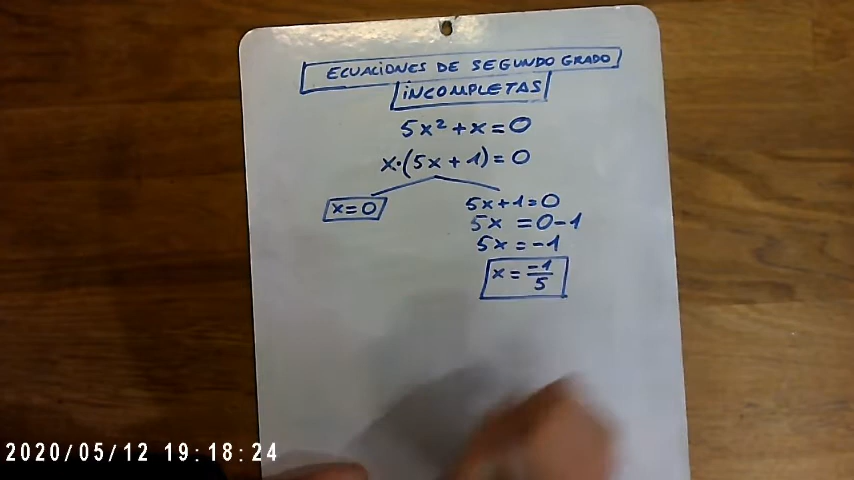 ECUACIONES DE SEGUNDO GRADO
INCOMPLETAS
5x² + x = 0
x·(5x + 1) = 0
x = 0
5x + 1 = 0
5x = 0 - 1
5x = -1
x = -1/5
2020/05/12 19:18:24